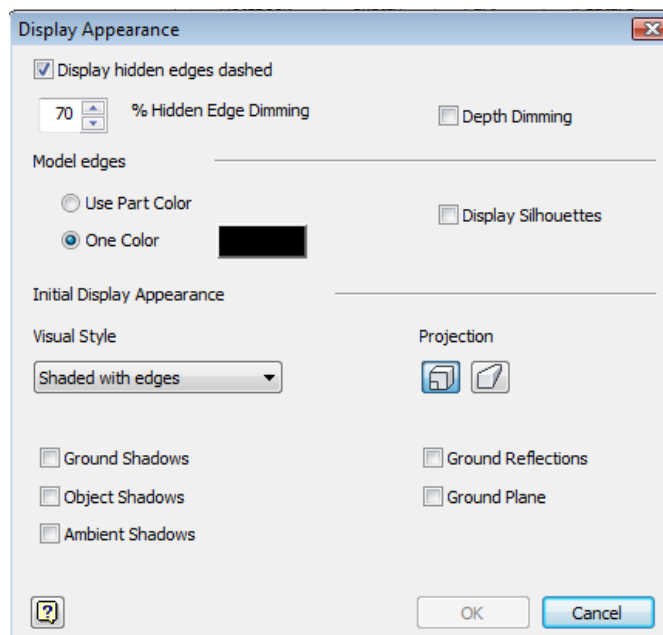 Display Appearance
Display hidden edges dashed
70 % Hidden Edge Dimming
Depth Dimming
Model edges
Use Part Color
Display Silhouettes
One Color
Initial Display Appearance
Visual Style
Projection
Shaded with edges
Ground Shadows
Ground Reflections
Object Shadows
Ground Plane
Ambient Shadows
?
OK
Cancel